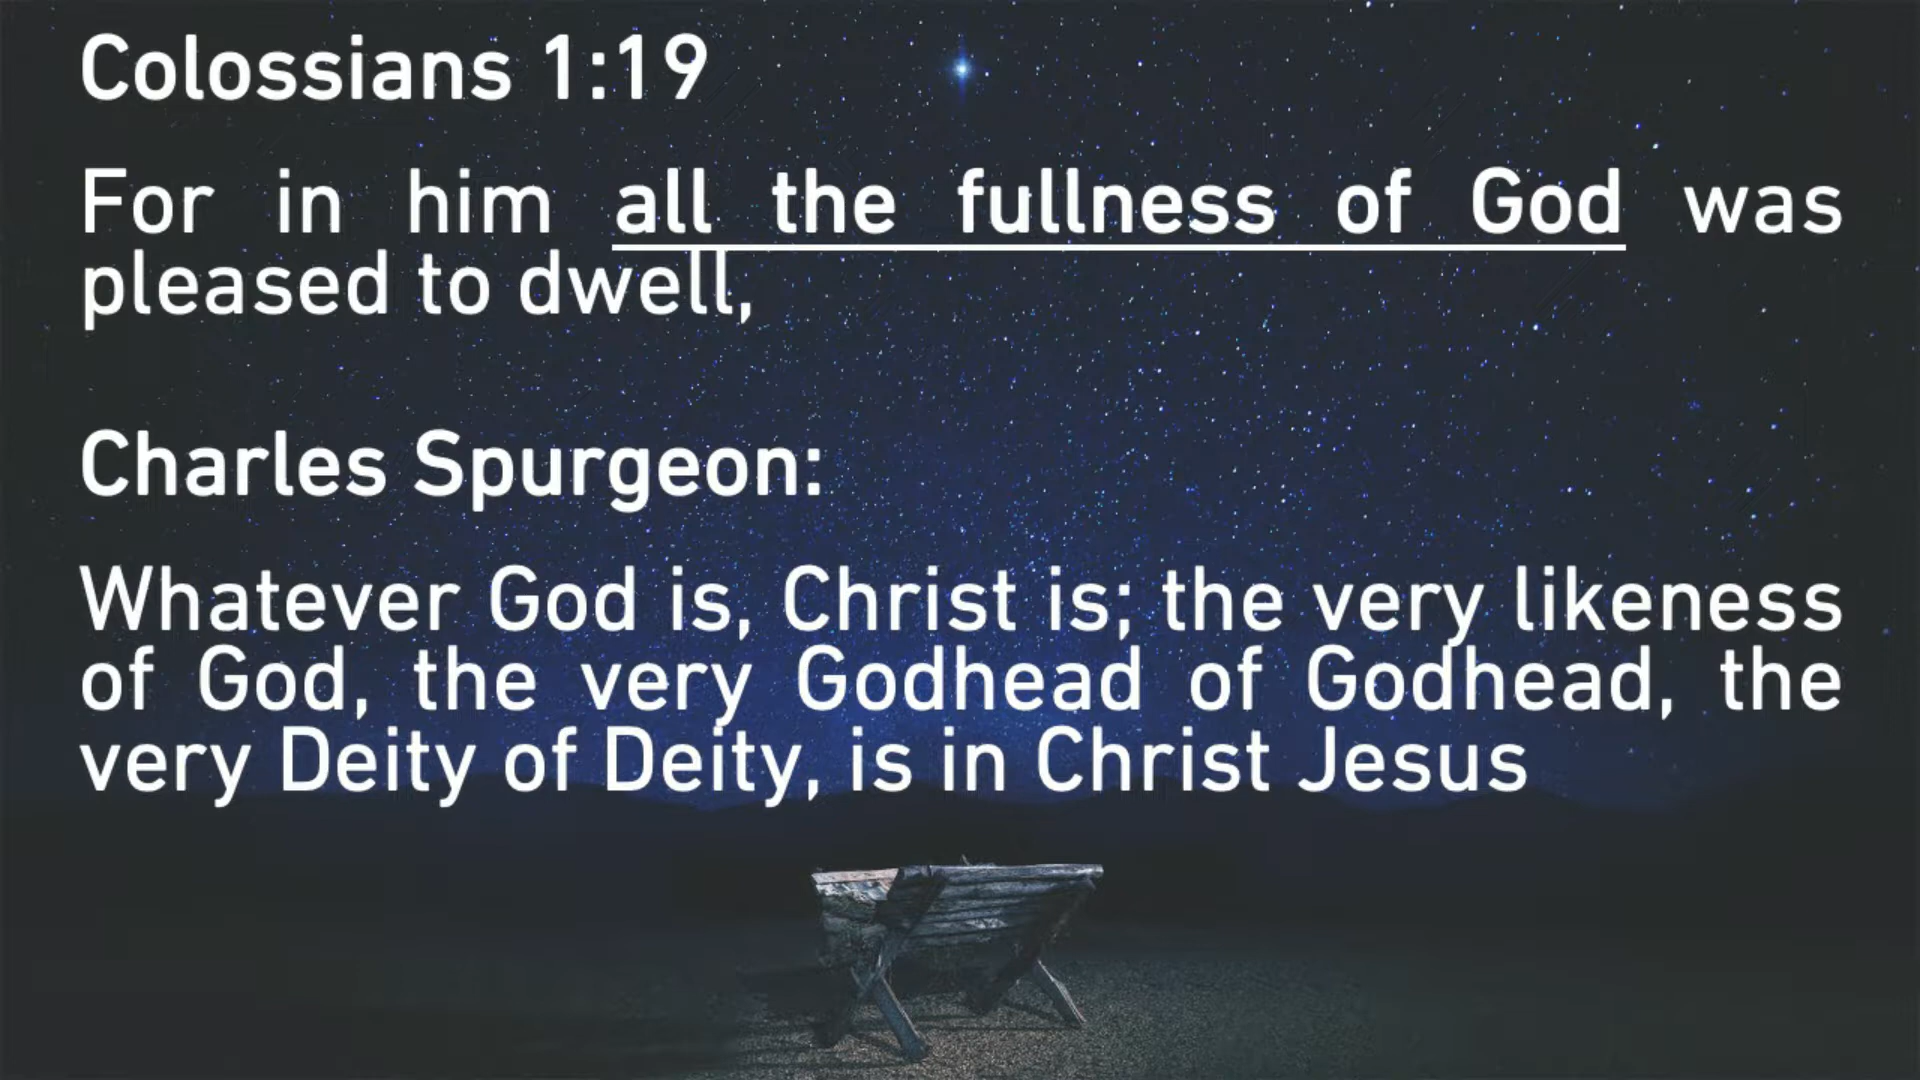 Colossians 1:19
For in him all the fullness of God was
pleased to dwell,
Charles Spurgeon:
Whatever God is, Christ is; the very likeness
of God, the very Godhead of Godhead, the
very Deity of Deity, is in Christ Jesus